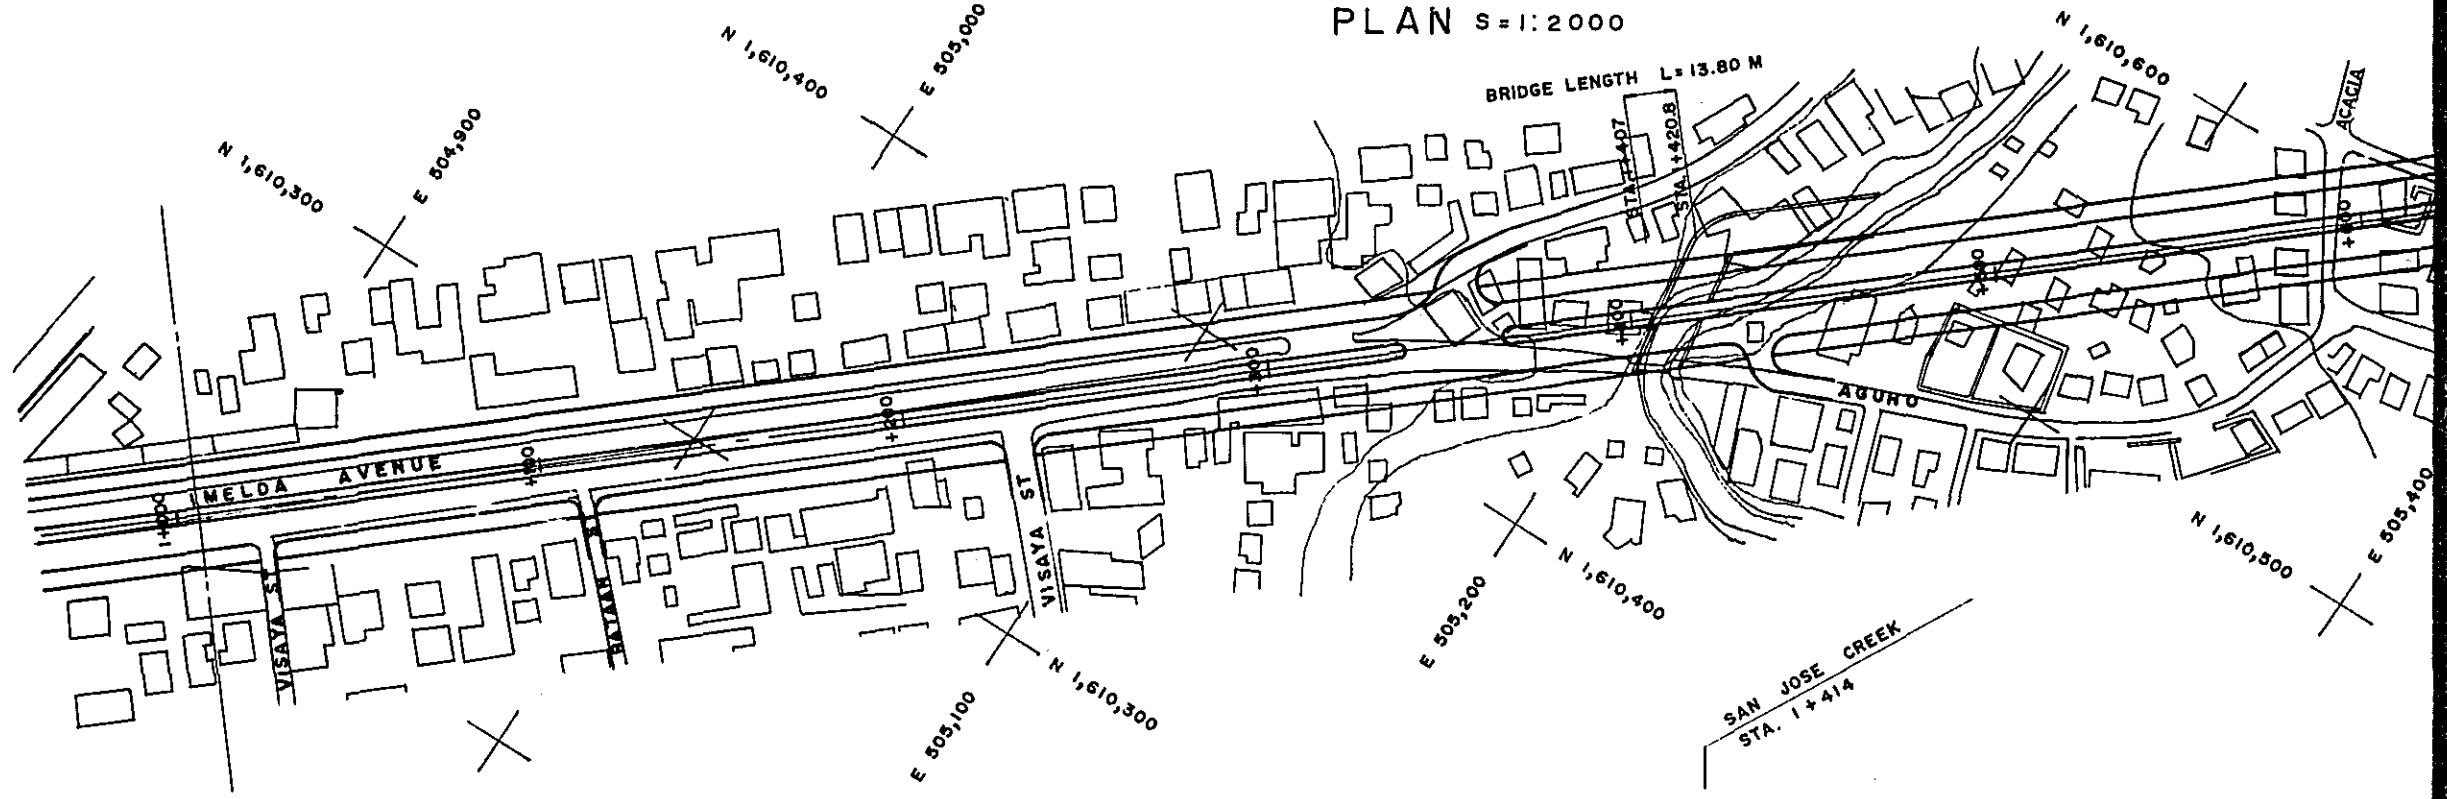 PLAN S = 1:2000
N 1,610,400
E 505,000
N 1,610,600
BRIDGE LENGTH L = 13.80 M
ACACIA
N 1,610,300
E 504,900
STA. 1+407
STA. 1+420.8
+600
+500
+400
+300
+200
+100
1+000
IMELDA AVENUE
AGUHO
VISAYA ST
ST
VISAYA ST
E 505,200
N 1,610,400
N 1,610,500
E 505,400
E 505,100
N 1,610,300
SAN JOSE CREEK
STA. 1+414